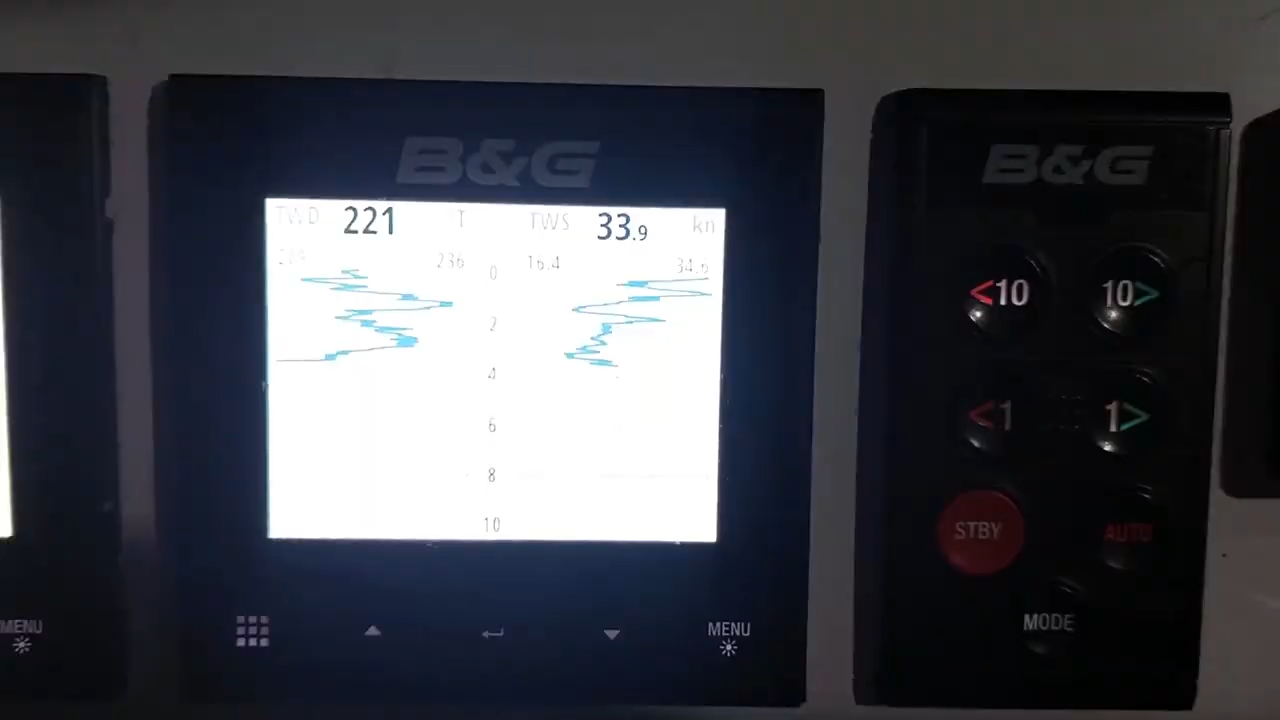 B&G
B&G
TWD 221 °T TWS 33.9 kn
236 0 16.4 34.6
2
4
6
8
10
<10 10>
<1 1>
STBY AUTO
MODE
MENU
MENU